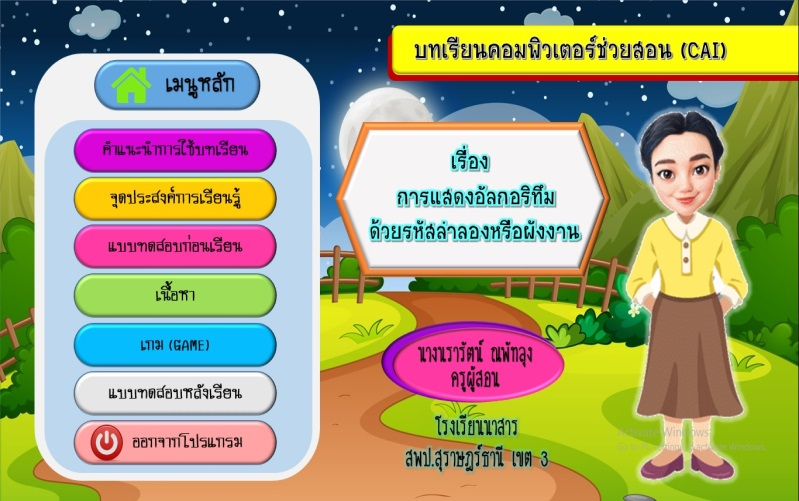 บทเรียนคอมพิวเตอร์ช่วยสอน (CAI)
เมนูหลัก
คำแนะนำการใช้บทเรียน
จุดประสงค์การเรียนรู้
แบบทดสอบก่อนเรียน
เนื้อหา
เกม (GAME)
แบบทดสอบหลังเรียน
ออกจากโปรแกรม
เรื่อง
การแสดงอัลกอริทึม
ด้วยรหัสลำลองหรือผังงาน
นางนรารัตน์ ณพัทลุง
ครูผู้สอน
โรงเรียนนาสาร
สพป.สุราษฎร์ธานี เขต 3
Activate Windows